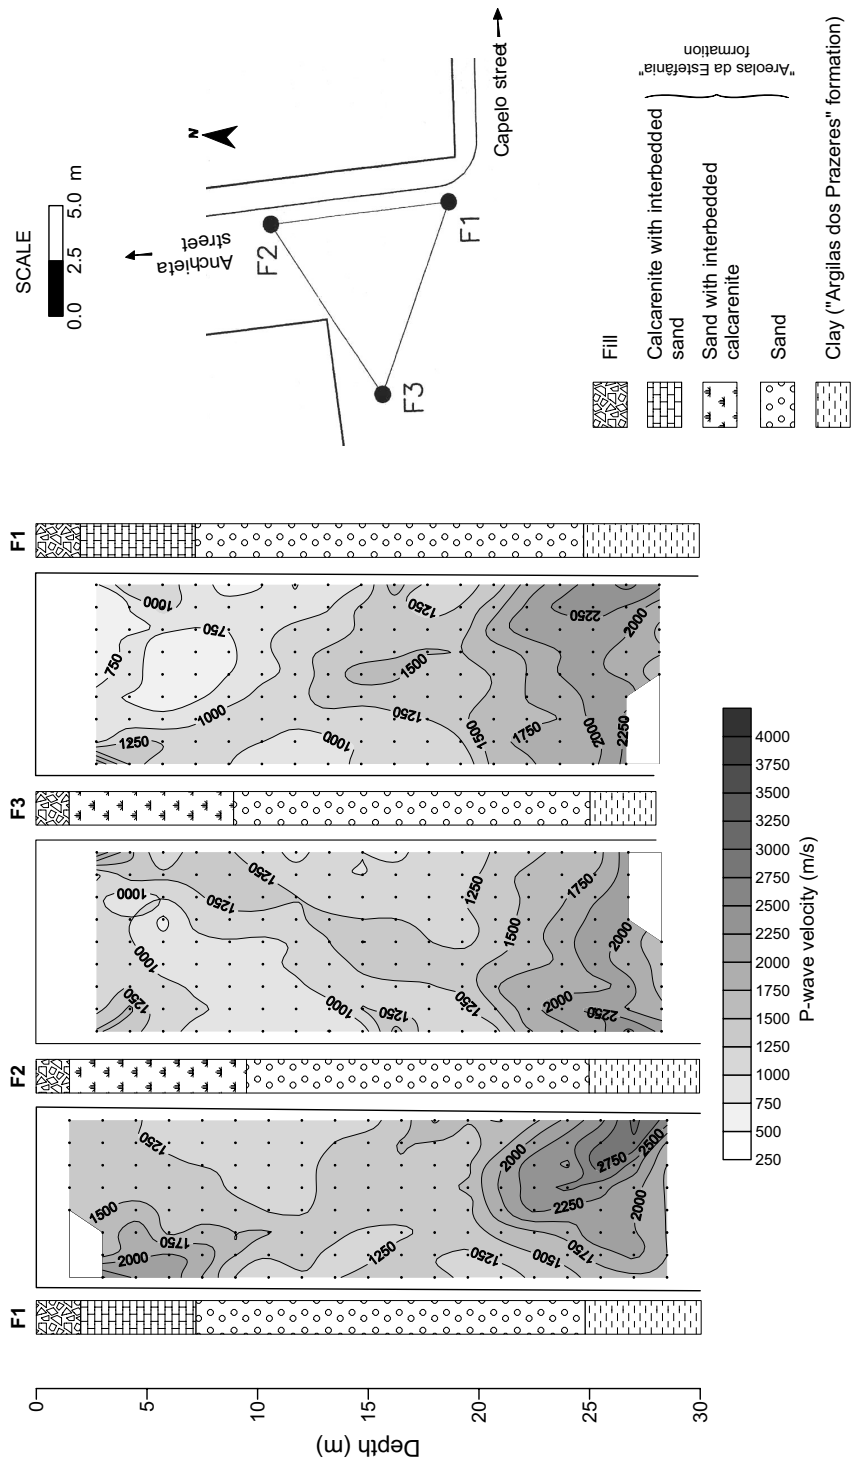 SCALE
0.0 2.5 5.0 m
N
Anchieta
street
Capelo street
F2
F1
F3
Fill
Calcarenite with interbedded
sand
Sand with interbedded
calcarenite
Sand
"Areolas da Estefânia"
formation
Clay ("Argilas dos Prazeres" formation)
F1
F2
F3
F1
Depth (m)
0
5
10
15
20
25
30
1500
1750
2000
1250
1250
1250
1500
1750
2000
2250
2000
2750
2500
1250
1000
1000
1250
1250
1000
1250
1250
1250
1500
1750
2000
2000
2250
750
1000
750
1000
1250
1000
1250
1500
1250
1500
1750
2000
2250
2250
2000
P-wave velocity (m/s)
250
500
750
1000
1250
1500
1750
2000
2250
2500
2750
3000
3250
3500
3750
4000